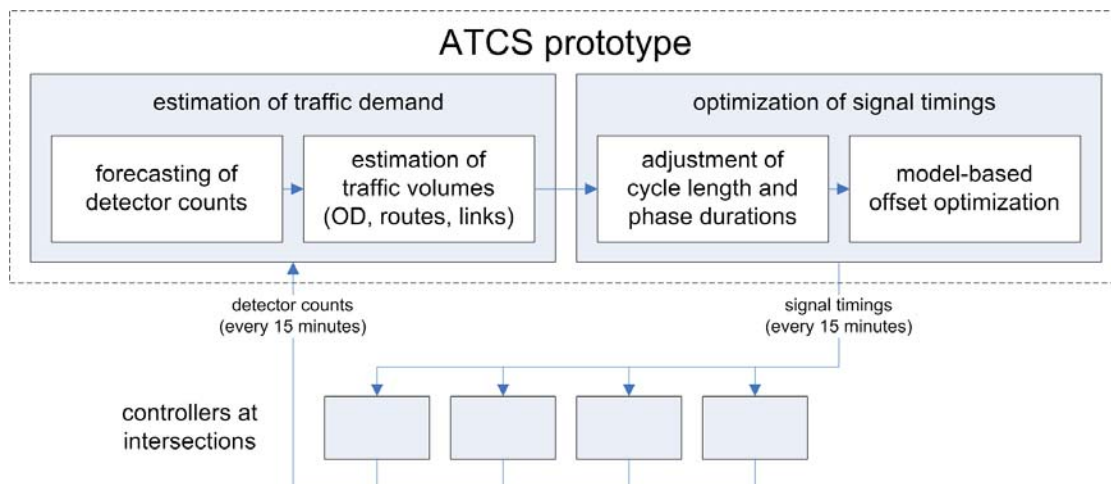 ATCS prototype
estimation of traffic demand
forecasting of
detector counts
estimation of
traffic volumes
(OD, routes, links)
optimization of signal timings
adjustment of
cycle length and
phase durations
model-based
offset optimization
detector counts
(every 15 minutes)
signal timings
(every 15 minutes)
controllers at
intersections